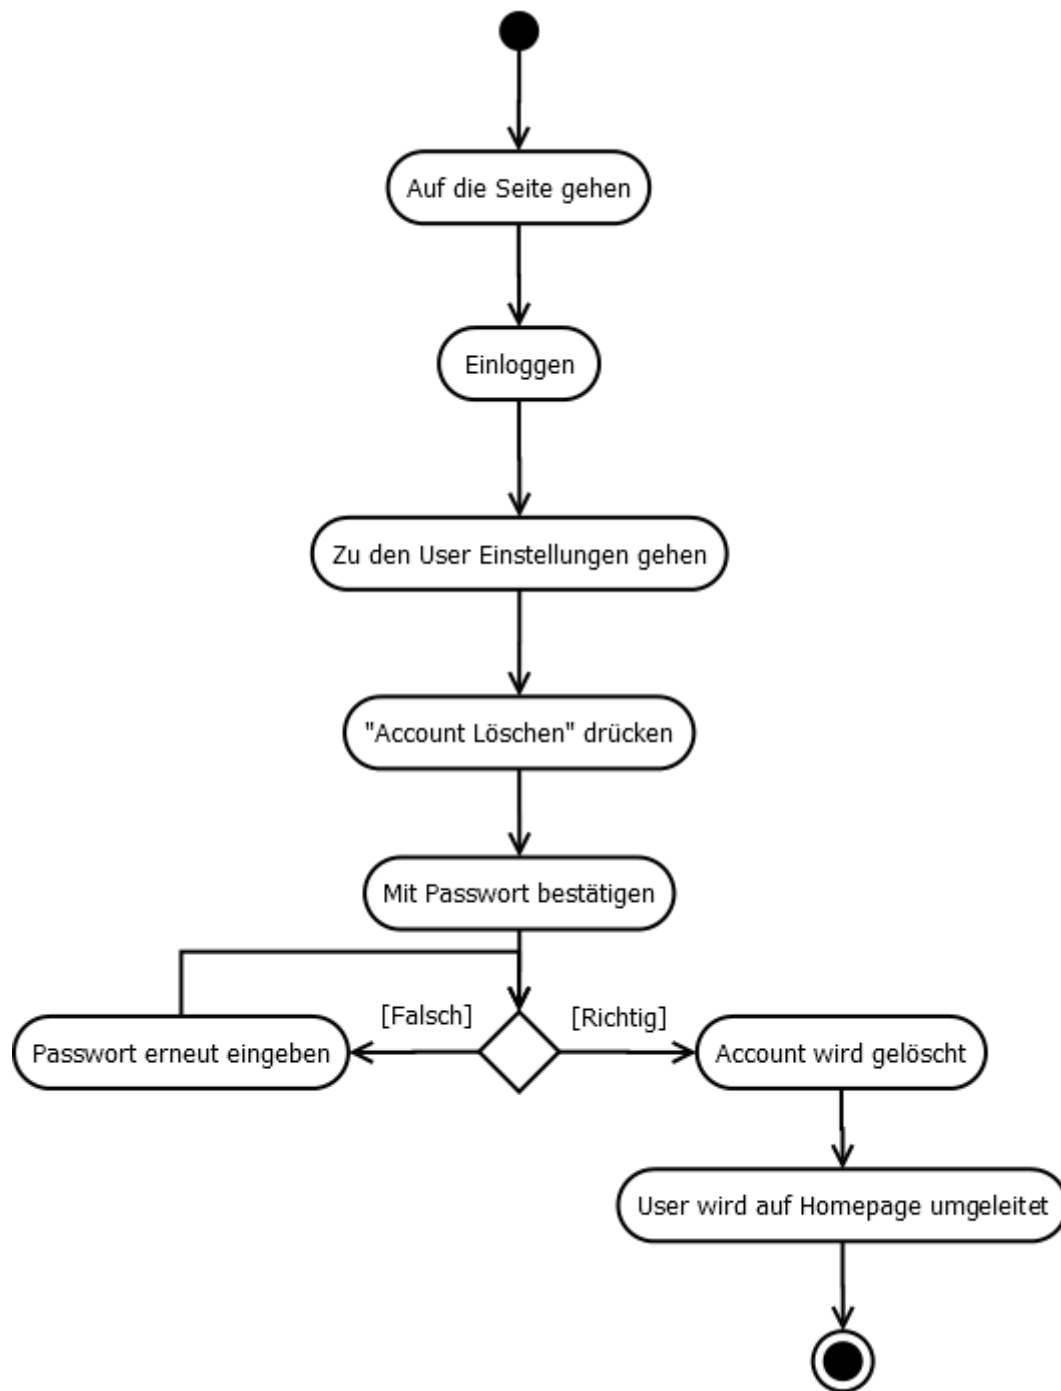 Auf die Seite gehen
Einloggen
Zu den User Einstellungen gehen
"Account Löschen" drücken
Mit Passwort bestätigen
[Falsch]
[Richtig]
Passwort erneut eingeben
Account wird gelöscht
User wird auf Homepage umgeleitet